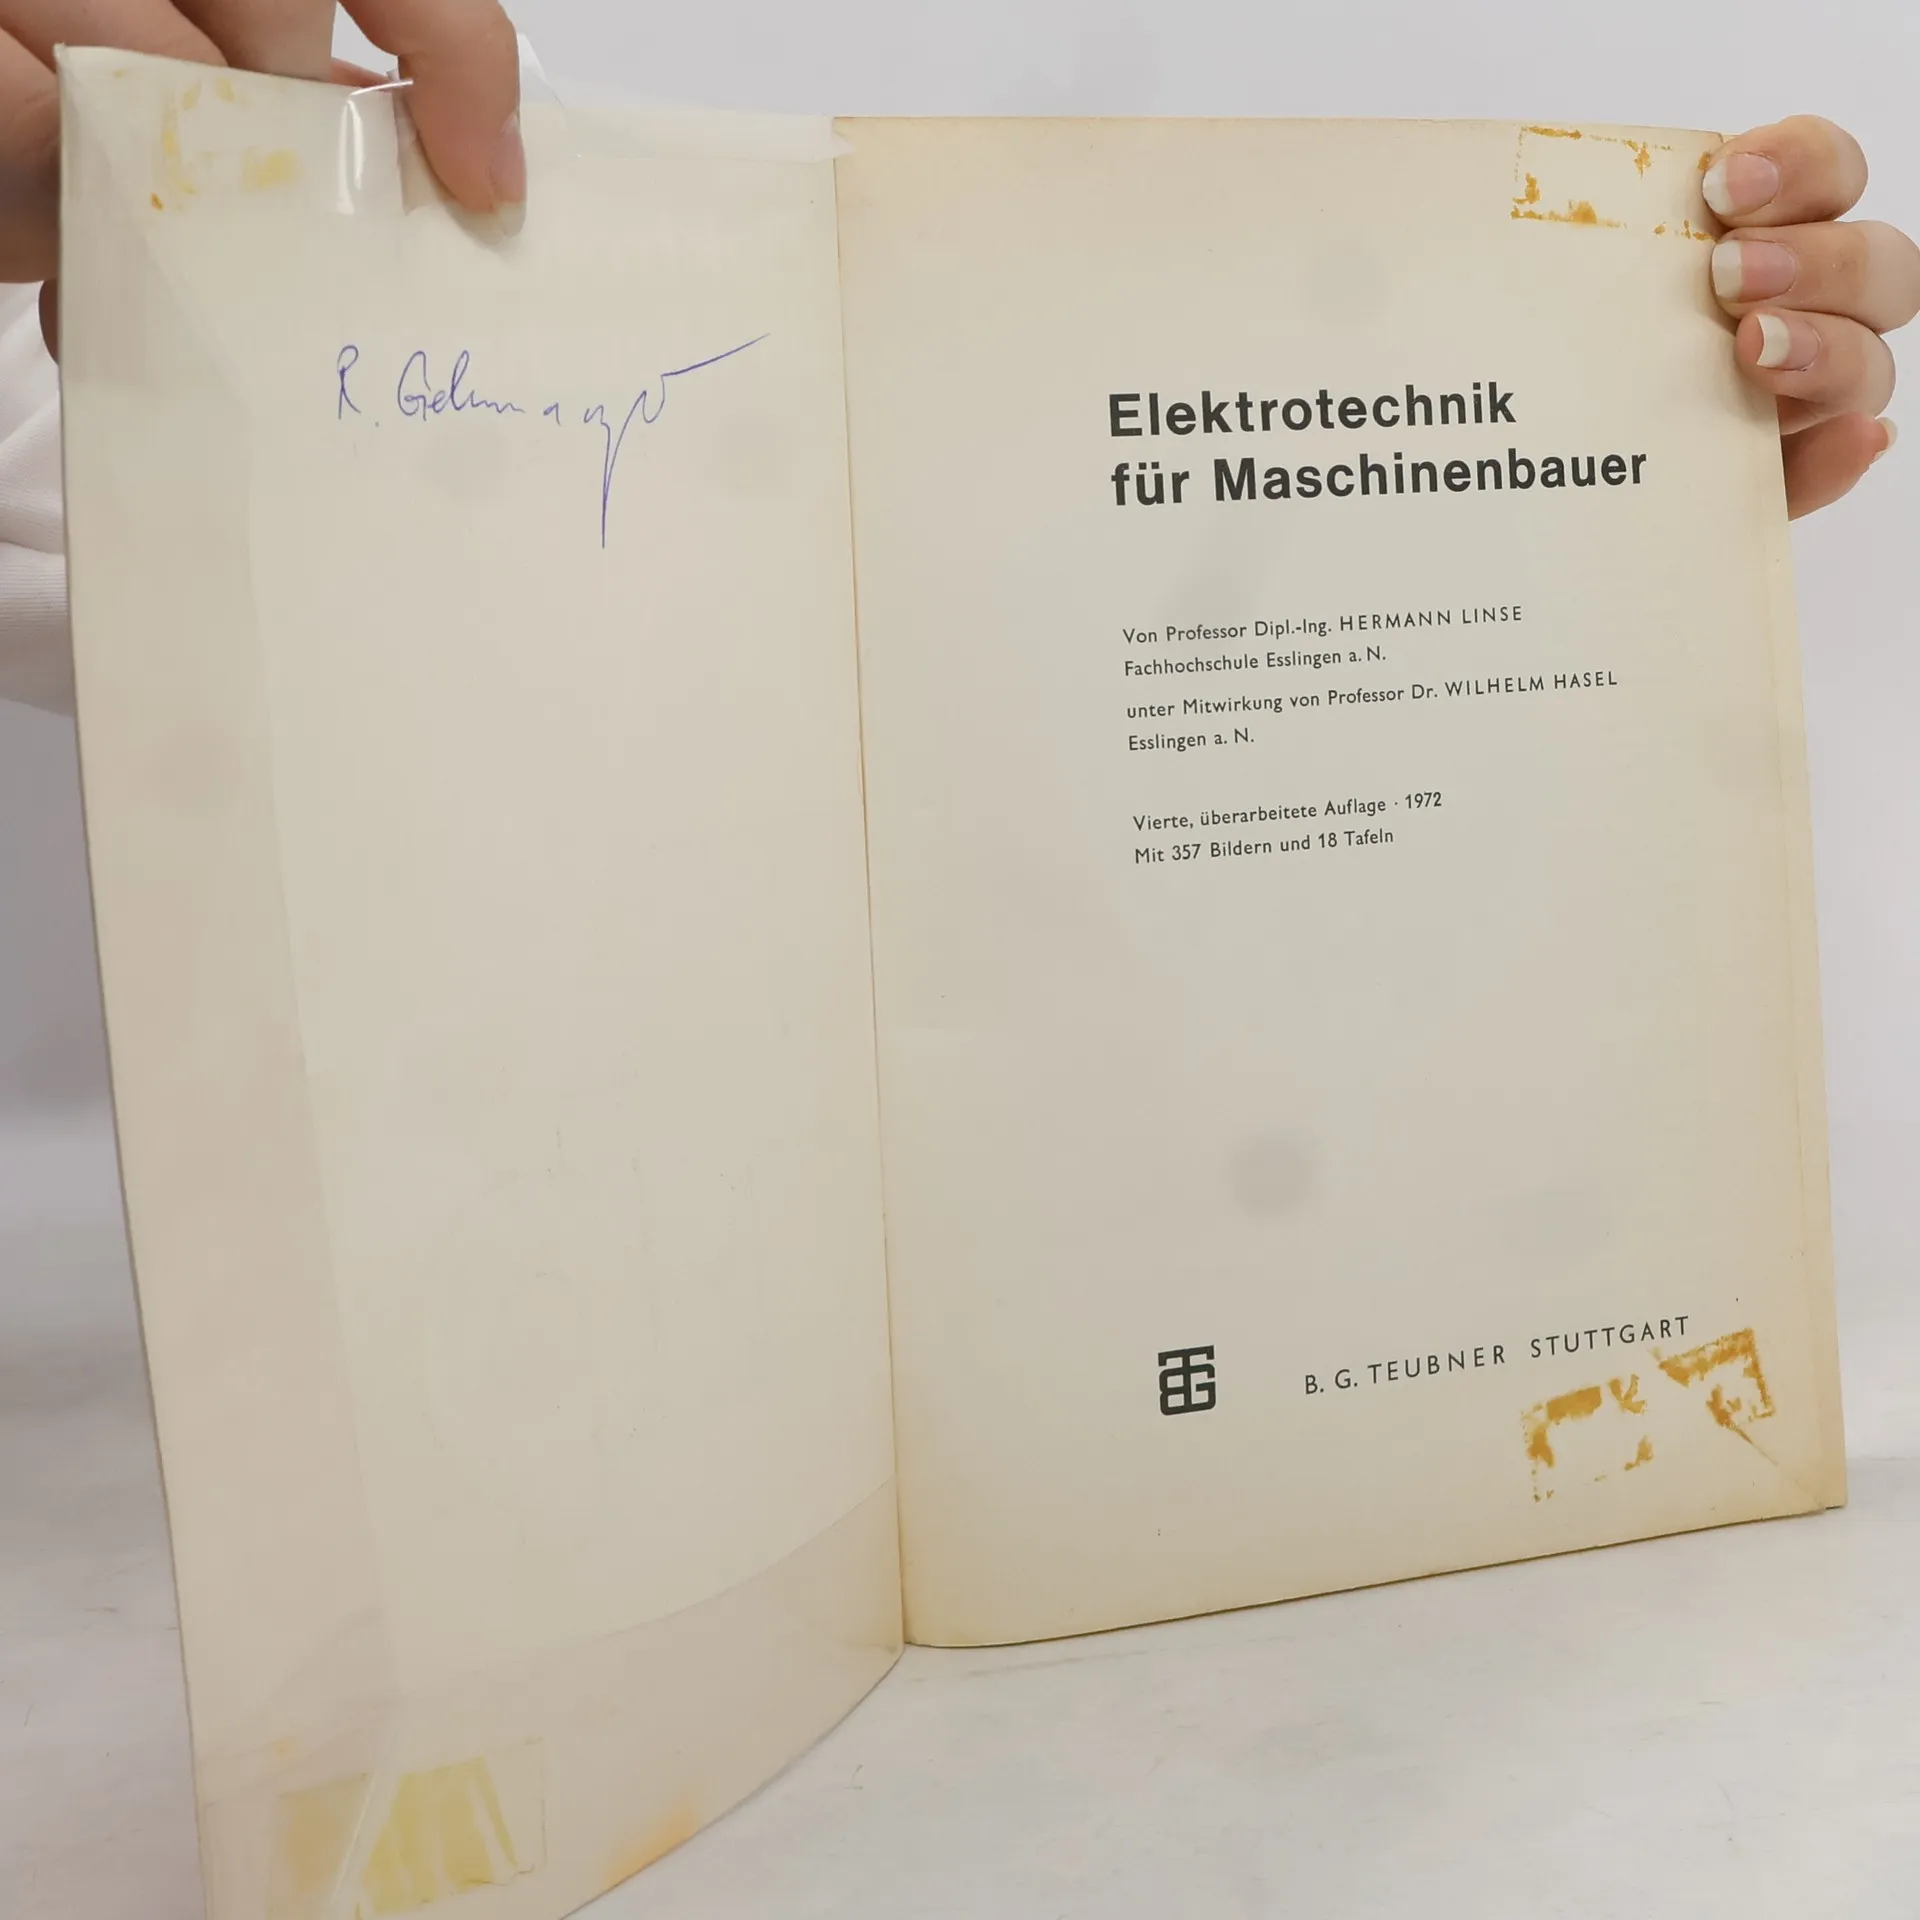 Elektrotechnik
für Maschinenbauer
Von Professor Dipl.-Ing. HERMANN LINSE
Fachhochschule Esslingen a. N.
unter Mitwirkung von Professor Dr. WILHELM HASEL
Esslingen a. N.
Vierte, überarbeitete Auflage · 1972
Mit 357 Bildern und 18 Tafeln
B. G. TEUBNER STUTTGART